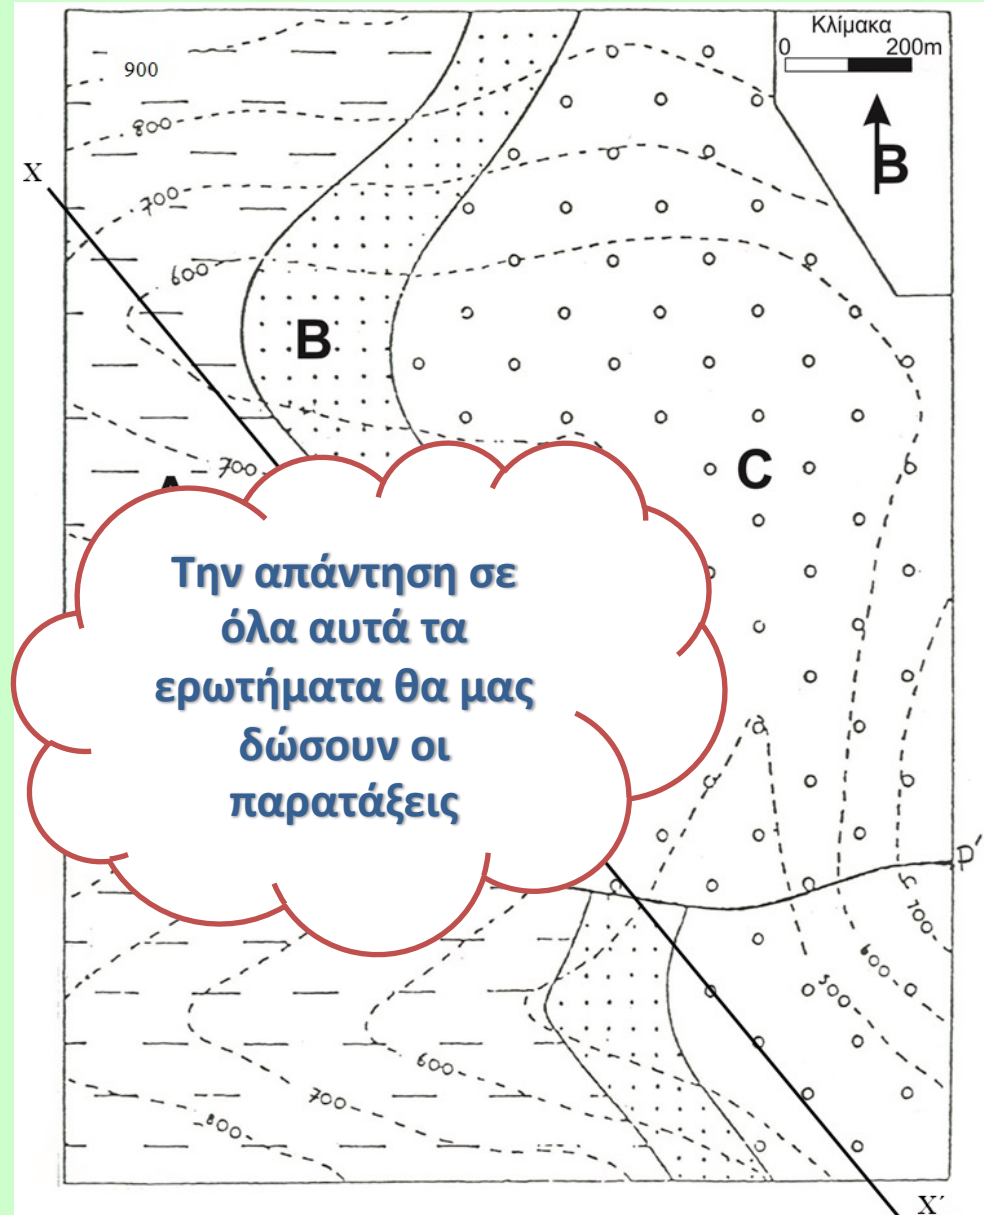 Κλίμακα
0 200m
900
800
B
X
700
600
B
700
C
A
Την απάντηση σε
όλα αυτά τα
ερωτήματα θα μας
δώσουν οι
παρατάξεις
P'
700
600
500
600
700
800
X´